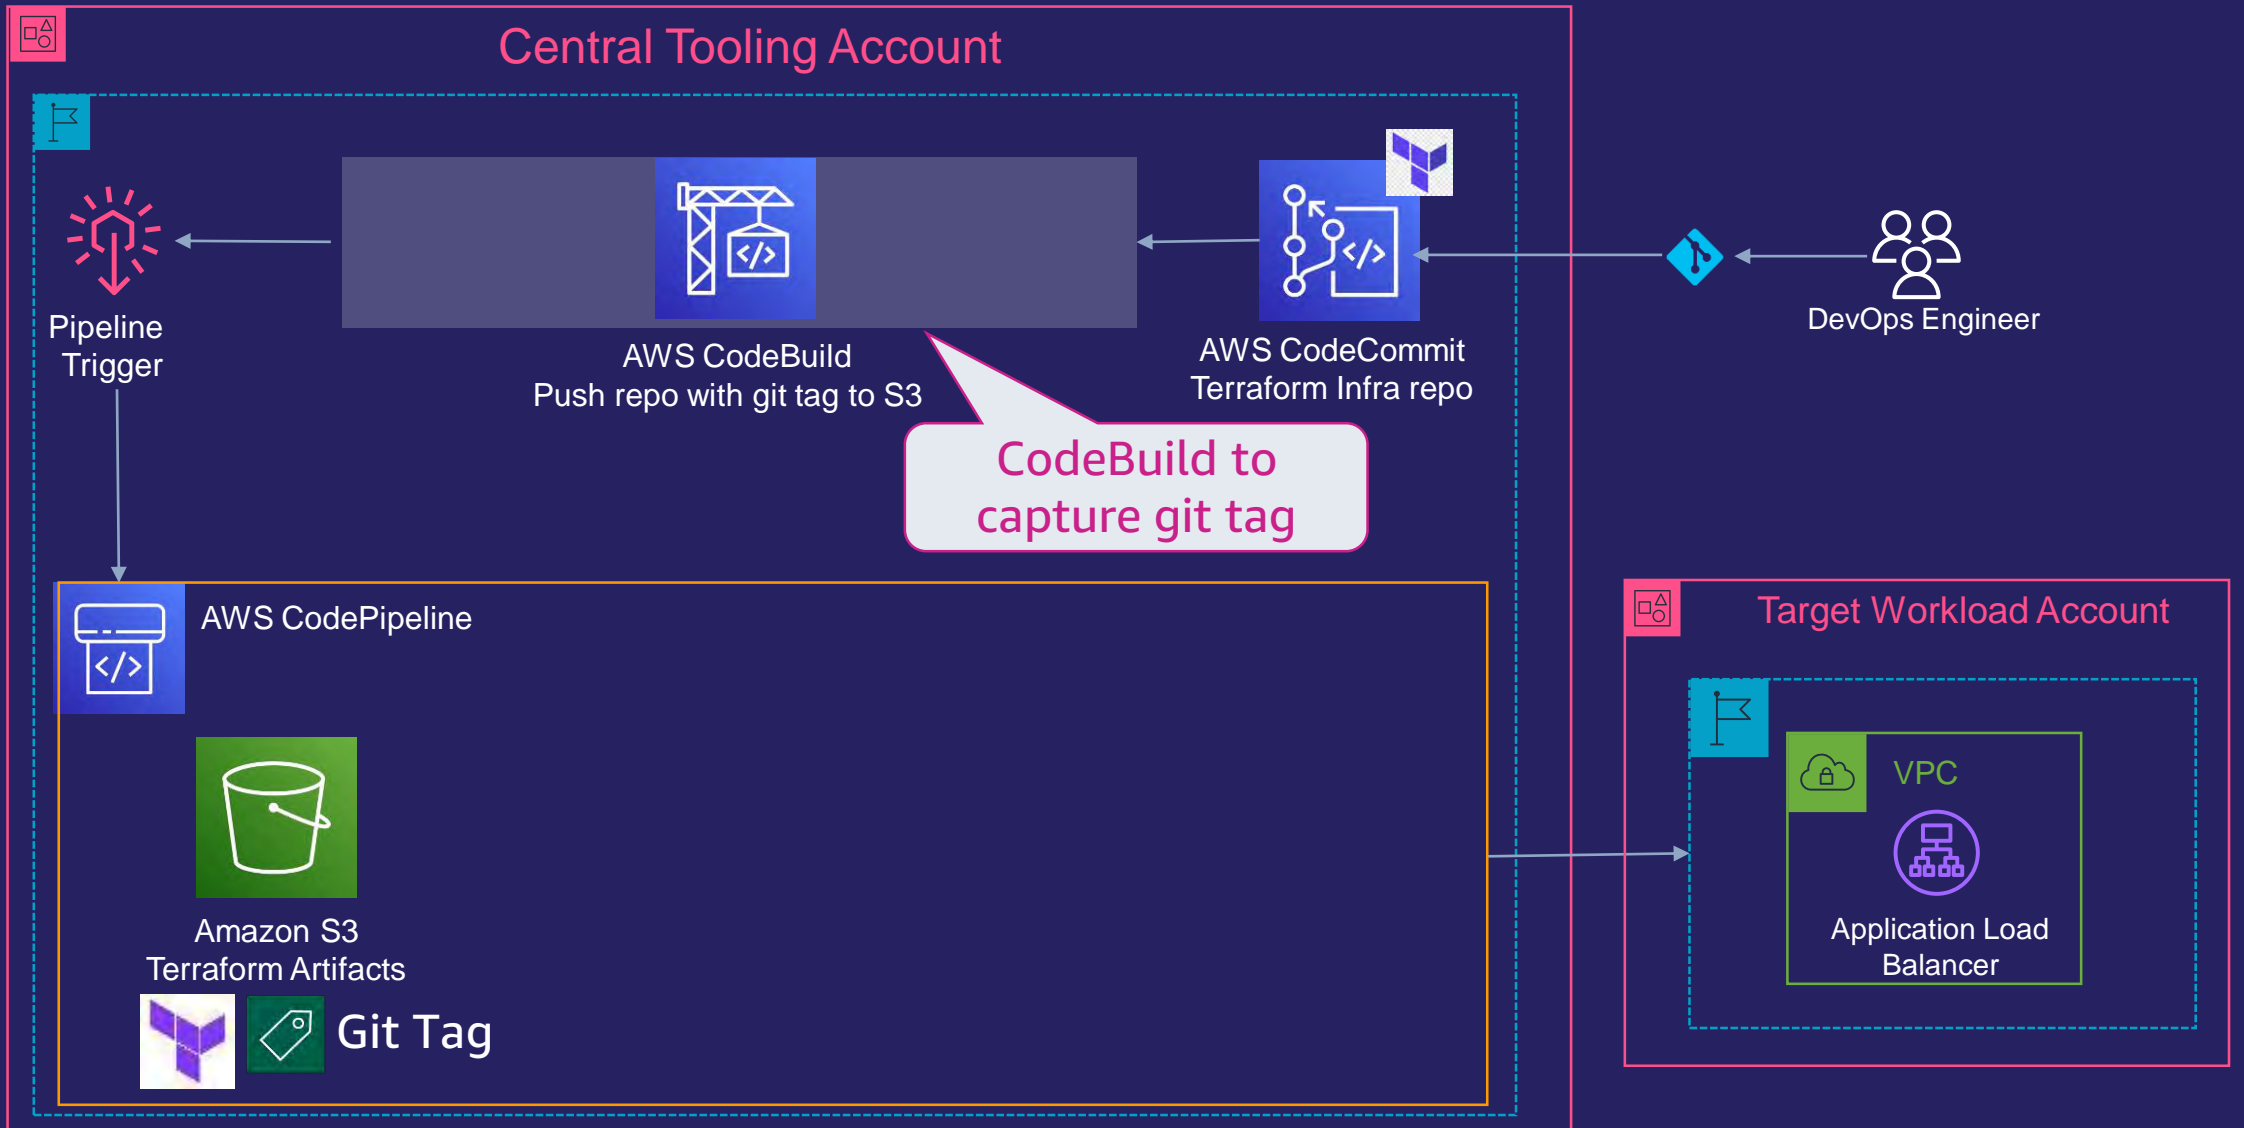 Central Tooling Account
Pipeline
Trigger
AWS CodeBuild
Push repo with git tag to S3
AWS CodeCommit
Terraform Infra repo
DevOps Engineer
CodeBuild to
capture git tag
AWS CodePipeline
Amazon S3
Terraform Artifacts
Git Tag
Target Workload Account
VPC
Application Load
Balancer